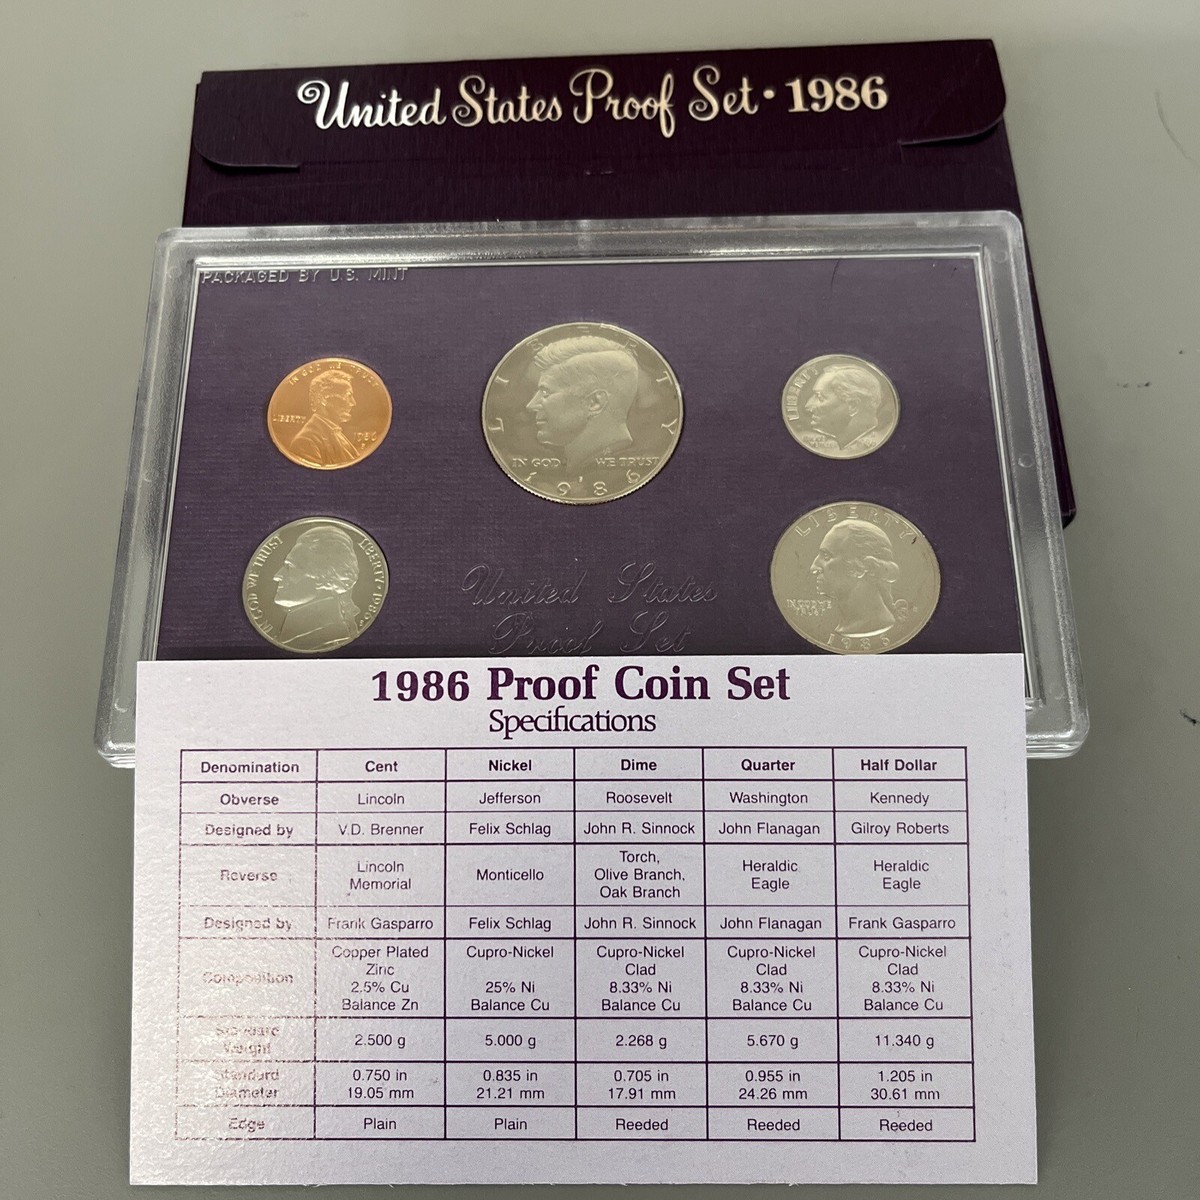 United States Proof Set · 1986
PACKAGED BY U.S. MINT
IN GOD WE TRUST
LIBERTY
1986
LIBERTY
IN GOD WE TRUST
1986
LIBERTY
IN GOD WE TRUST
LIBERTY · 1986
LIBERTY
IN GOD WE
TRUST
1986
United States
Proof Set
1986 Proof Coin Set
Specifications
Denomination Cent Nickel Dime Quarter Half Dollar
Obverse Lincoln Jefferson Roosevelt Washington Kennedy
Designed by V.D. Brenner Felix Schlag John R. Sinnock John Flanagan Gilroy Roberts
Reverse Lincoln Memorial Monticello Torch, Olive Branch, Oak Branch Heraldic Eagle Heraldic Eagle
Designed by Frank Gasparro Felix Schlag John R. Sinnock John Flanagan Frank Gasparro
Composition Copper Plated Zinc 2.5% Cu Balance Zn Cupro-Nickel 25% Ni Balance Cu Cupro-Nickel Clad 8.33% Ni Balance Cu Cupro-Nickel Clad 8.33% Ni Balance Cu Cupro-Nickel Clad 8.33% Ni Balance Cu
Standard Weight 2.500 g 5.000 g 2.268 g 5.670 g 11.340 g
Standard Diameter 0.750 in 19.05 mm 0.835 in 21.21 mm 0.705 in 17.91 mm 0.955 in 24.26 mm 1.205 in 30.61 mm
Edge Plain Plain Reeded Reeded Reeded